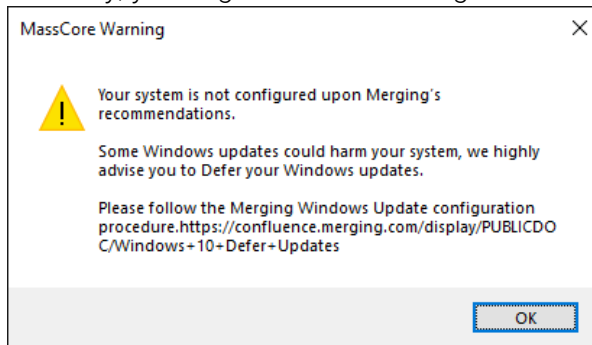 MassCore Warning
Your system is not configured upon Merging's
recommendations.
Some Windows updates could harm your system, we highly
advise you to Defer your Windows updates.
Please follow the Merging Windows Update configuration
procedure.https://confluence.merging.com/display/PUBLICDO
C/Windows+10+Defer+Updates
OK